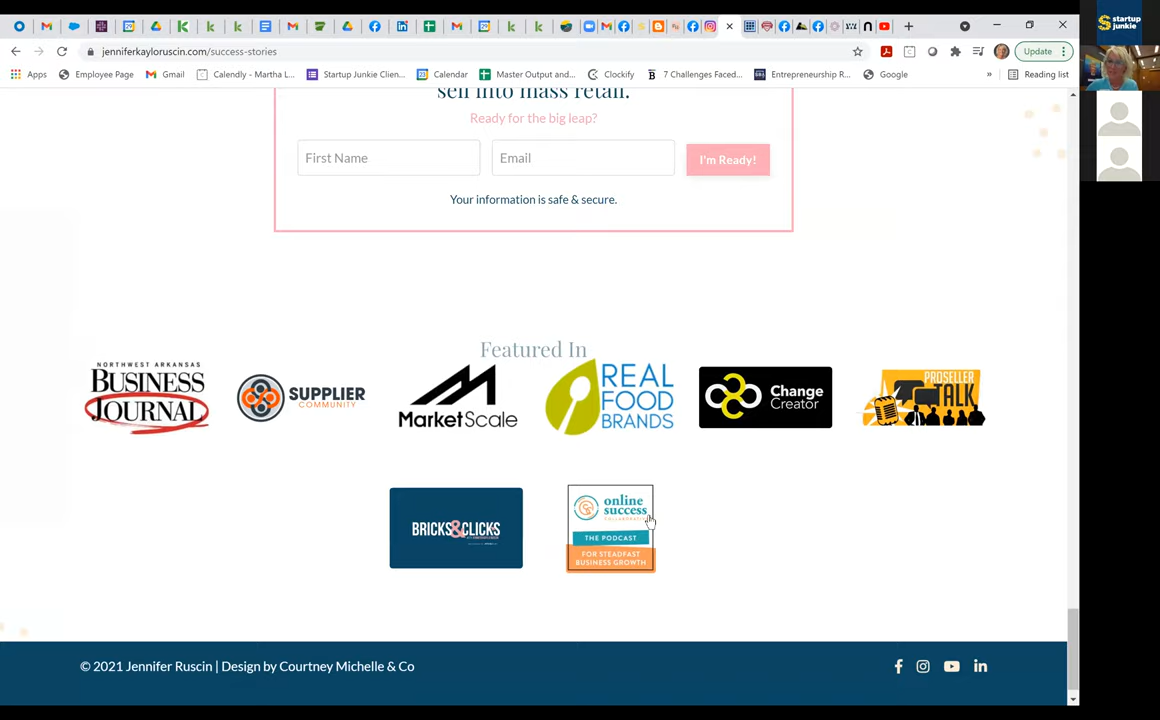 startup
junkie
jenniferkayloruscin.com/success-stories
Update
Apps
Employee Page
Gmail
Calendly - Martha L...
Startup Junkie Clien...
Calendar
Master Output and...
Clockify
7 Challenges Faced...
Entrepreneurship R...
Google
»
Reading list
sell into mass retail.
Ready for the big leap?
First Name
Email
I'm Ready!
Your information is safe & secure.
Featured In
NORTHWEST ARKANSAS
BUSINESS
JOURNAL
SUPPLIER
COMMUNITY
MarketScale
REAL
FOOD
BRANDS
Change
Creator
PROSELLER
TALK
BRICKS&CLICKS
online
success
THE PODCAST
FOR STEADFAST
BUSINESS GROWTH
© 2021 Jennifer Ruscin | Design by Courtney Michelle & Co